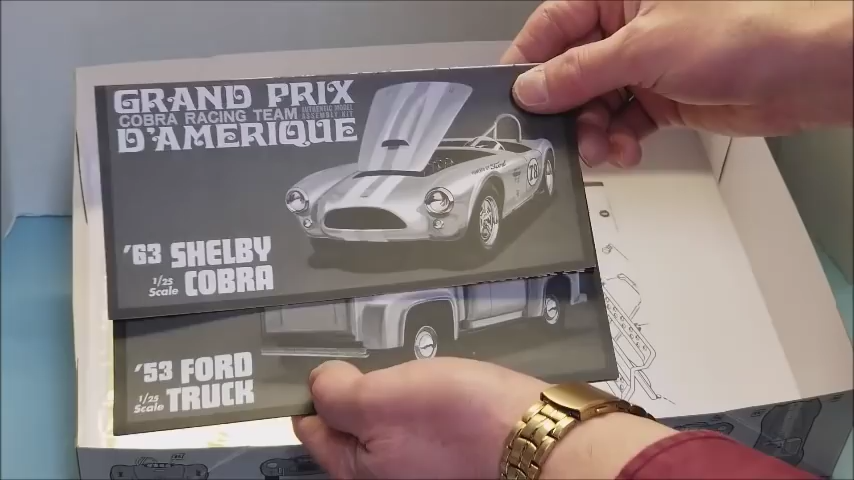 GRAND PRIX
COBRA RACING TEAM AUTHENTIC MODEL ASSEMBLY KIT
D'AMERIQUE
'63 SHELBY
1/25 Scale COBRA
'53 FORD
1/25 Scale TRUCK
78